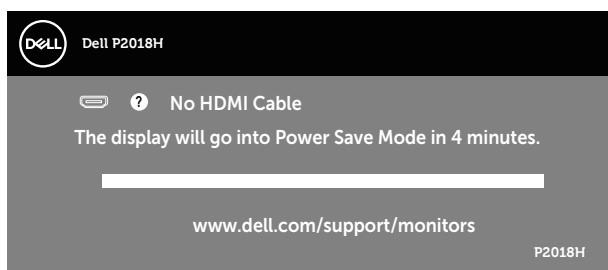 DELL
Dell P2018H
? No HDMI Cable
The display will go into Power Save Mode in 4 minutes.
www.dell.com/support/monitors
P2018H